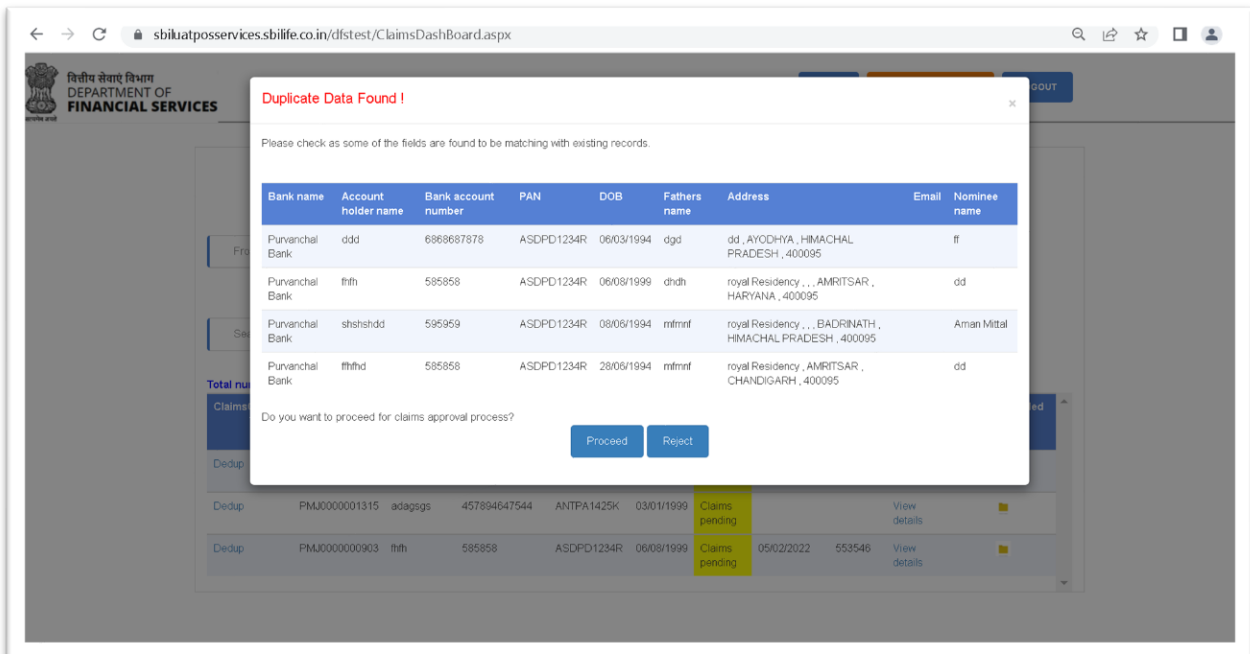 sbiluatposservices.sbilife.co.in/dfstest/ClaimsDashBoard.aspx
वित्तीय सेवाएं विभाग
DEPARTMENT OF
FINANCIAL SERVICES
GOUT
Duplicate Data Found !
×
Please check as some of the fields are found to be matching with existing records.
Bank name Account holder name Bank account number PAN DOB Fathers name Address Email Nominee name
Purvanchal Bank ddd 6868687878 ASDPD1234R 06/03/1994 dgd dd , AYODHYA , HIMACHAL PRADESH , 400095 ff
Purvanchal Bank fhfh 585858 ASDPD1234R 06/08/1999 dhdh royal Residency , , , AMRITSAR , HARYANA , 400095 dd
Purvanchal Bank shshshdd 595959 ASDPD1234R 08/06/1994 mfmnf royal Residency , , , BADRINATH , HIMACHAL PRADESH , 400095 Aman Mittal
Purvanchal Bank ffhfhd 585858 ASDPD1234R 28/06/1994 mfmnf royal Residency , AMRITSAR , CHANDIGARH , 400095 dd
Do you want to proceed for claims approval process?
Proceed Reject
Fro
Sea
Total nu
Claims
ed
Dedup
Dedup PMJ0000001315 adagsgs 457894647544 ANTPA1425K 03/01/1999 Claims pending View details
Dedup PMJ0000000903 fhfh 585858 ASDPD1234R 06/08/1999 Claims pending 05/02/2022 553546 View details